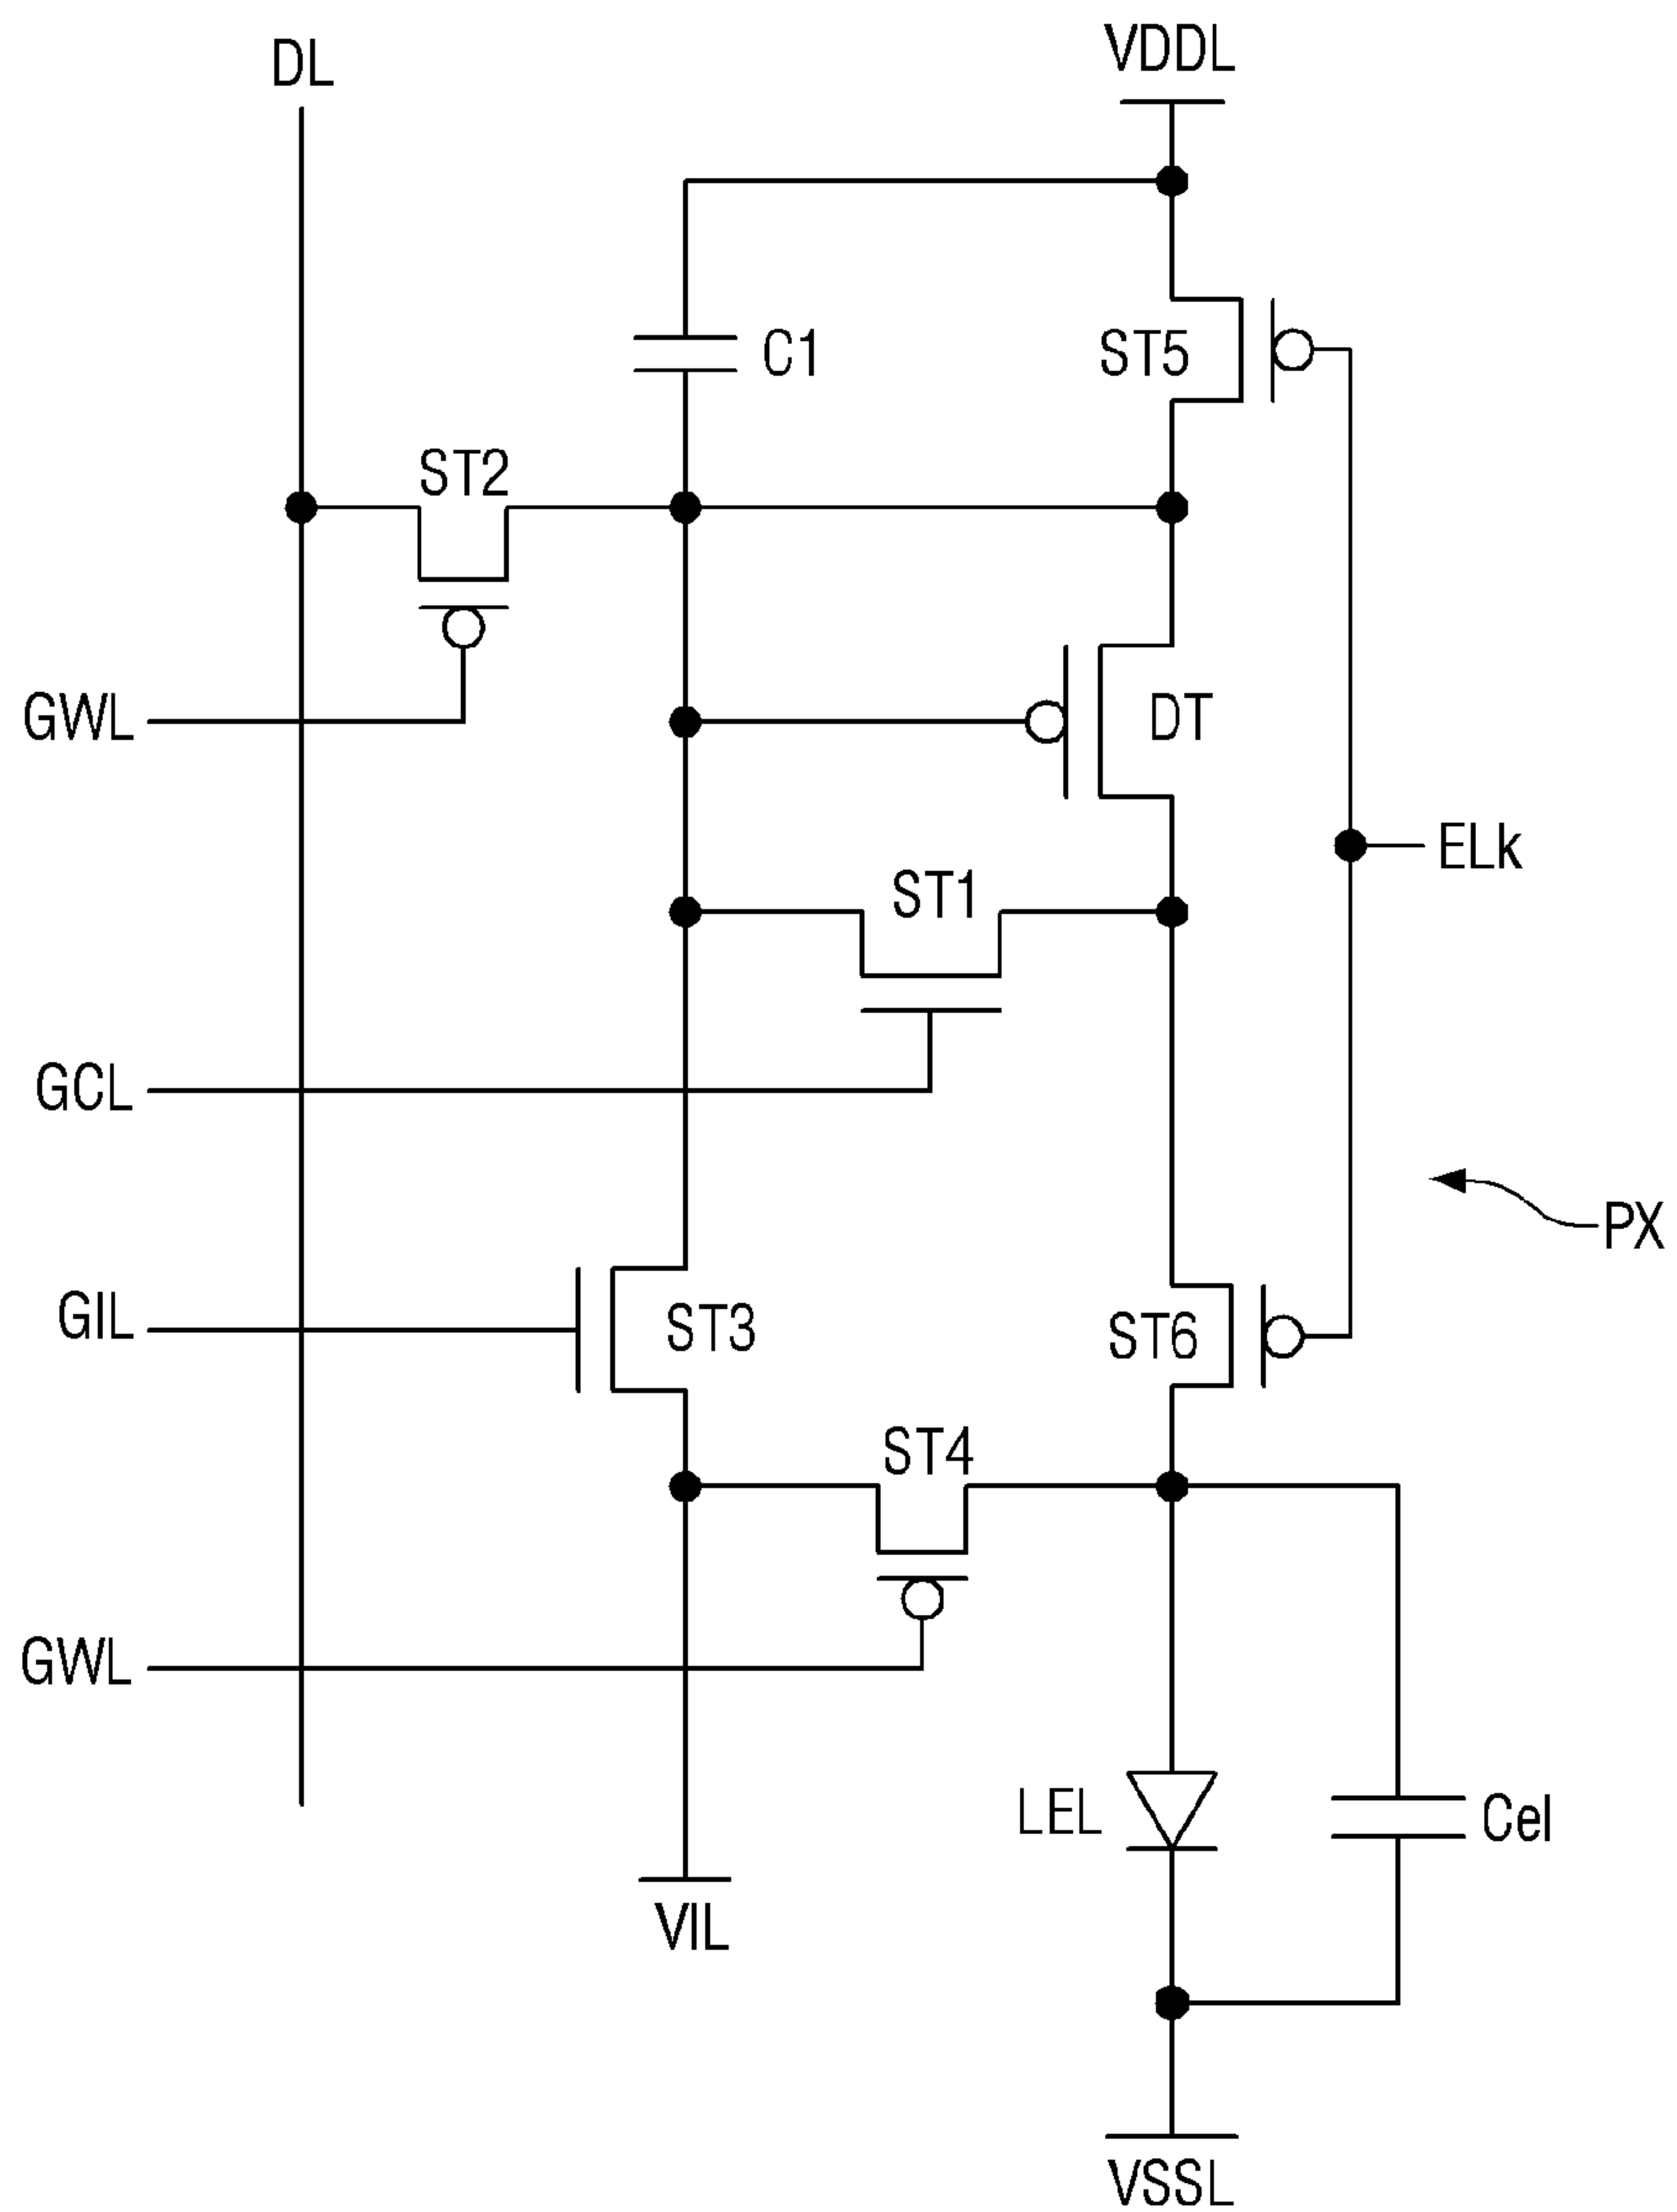 DL
VDDL
C1
ST5
ST2
GWL
DT
ELk
ST1
GCL
PX
GIL
ST3
ST6
ST4
GWL
LEL
Cel
VIL
VSSL